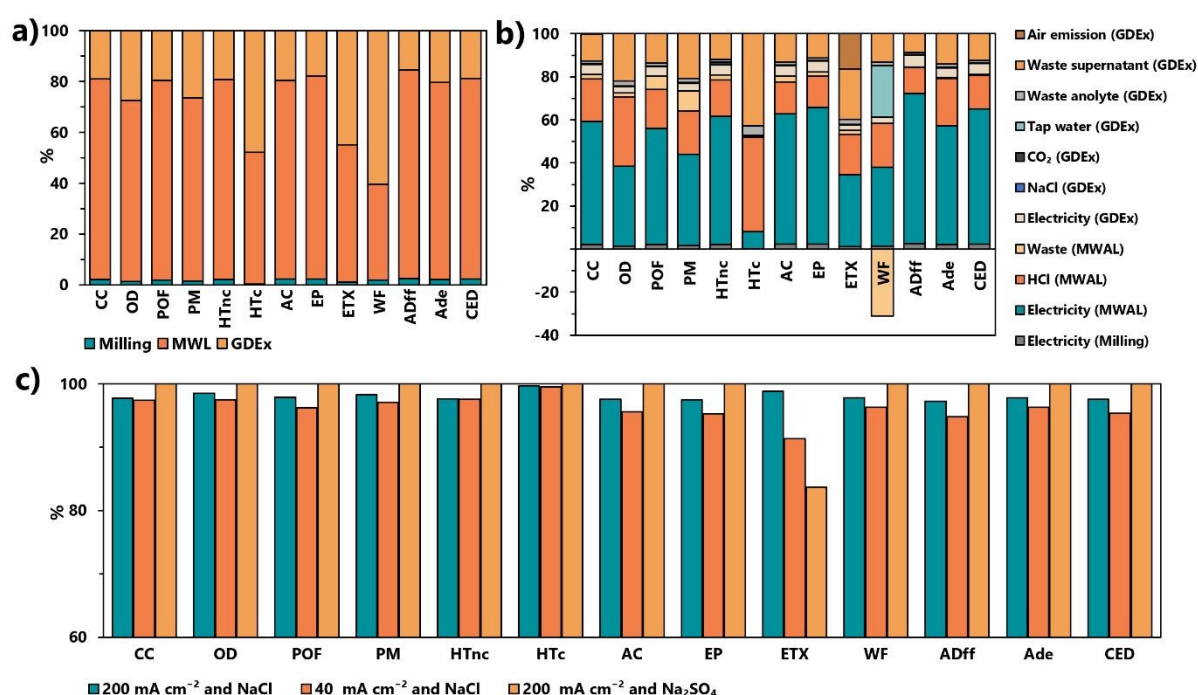 a)
100
80
60
40
20
0
%
CC OD POF PM HTnc HTc AC EP ETX WF ADff Ade CED
Milling MWL GDEx
b)
100
80
60
40
20
-20
-40
%
CC OD POF PM HTnc HTc AC EP ETX WF ADff Ade CED
Air emission (GDEx)
Waste supernatant (GDEx)
Waste anolyte (GDEx)
Tap water (GDEx)
CO₂ (GDEx)
NaCl (GDEx)
Electricity (GDEx)
Waste (MWAL)
HCl (MWAL)
Electricity (MWAL)
Electricity (Milling)
c)
100
80
60
%
CC OD POF PM HTnc HTc AC EP ETX WF ADff Ade CED
200 mA cm⁻² and NaCl 40 mA cm⁻² and NaCl 200 mA cm⁻² and Na₂SO₄